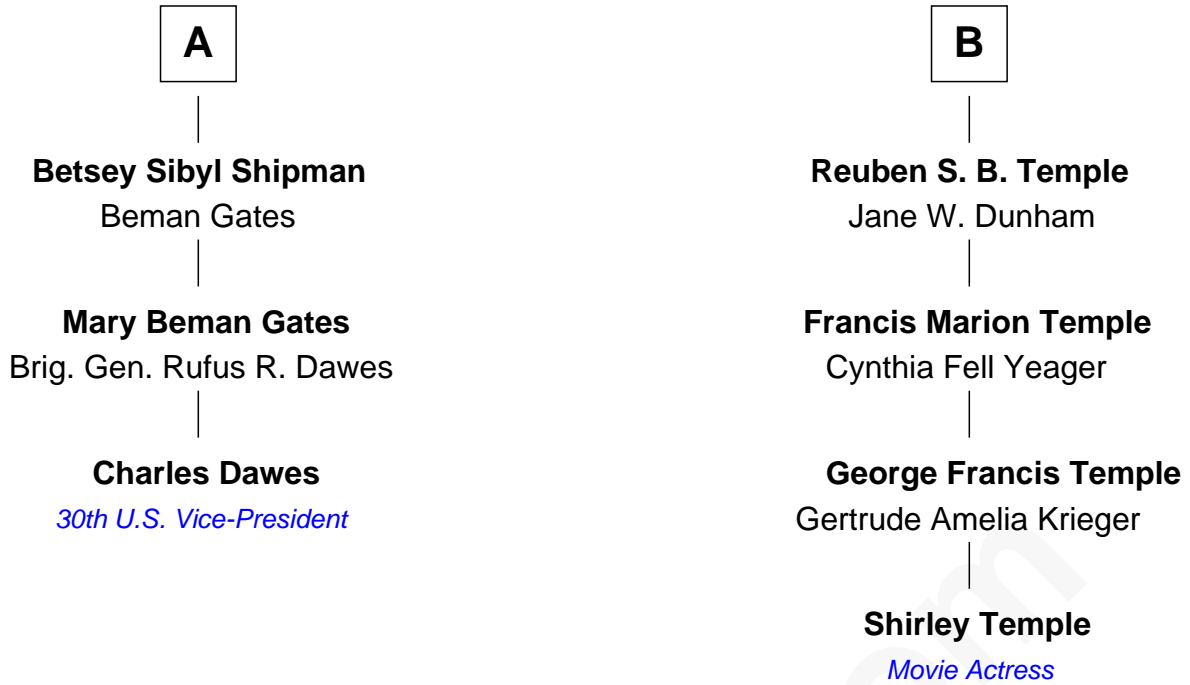 A
Betsey Sibyl Shipman
Beman Gates
Mary Beman Gates
Brig. Gen. Rufus R. Dawes
Charles Dawes
30th U.S. Vice-President
B
Reuben S. B. Temple
Jane W. Dunham
Francis Marion Temple
Cynthia Fell Yeager
George Francis Temple
Gertrude Amelia Krieger
Shirley Temple
Movie Actress